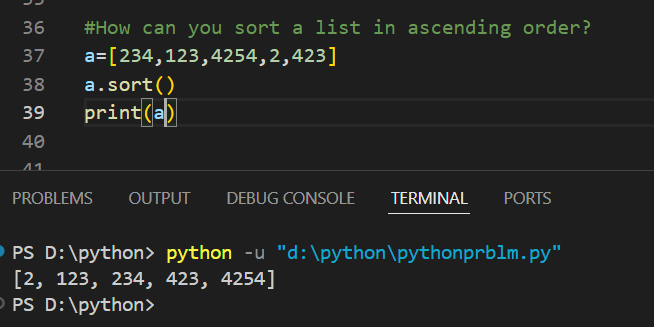 36 #How can you sort a list in ascending order?
37 a=[234,123,4254,2,423]
38 a.sort()
39 print(a)
40
PROBLEMS OUTPUT DEBUG CONSOLE TERMINAL PORTS
PS D:\python> python -u "d:\python\pythonprblm.py"
[2, 123, 234, 423, 4254]
PS D:\python>